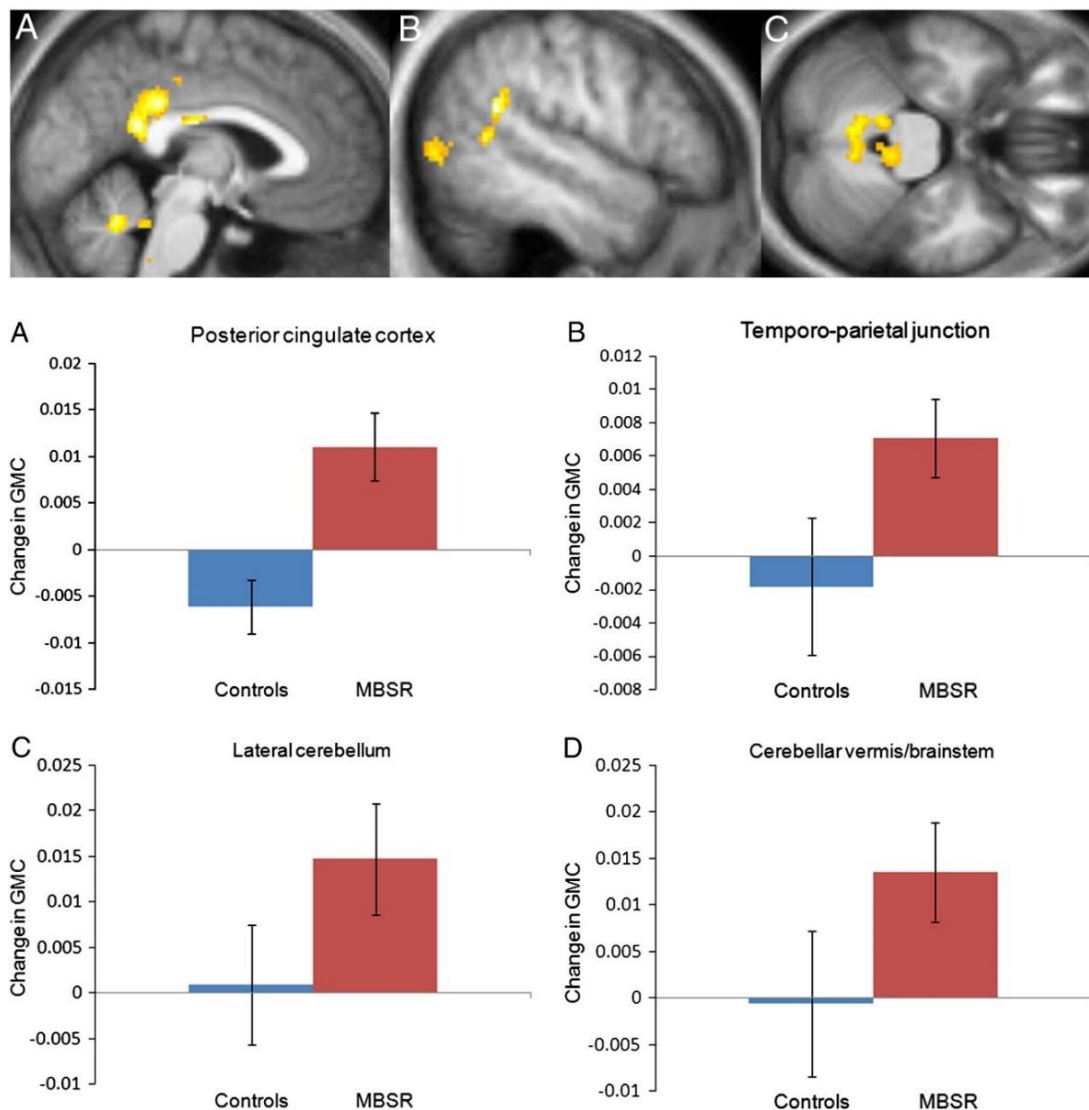 A B C
A Posterior cingulate cortex
0.02
0.015
0.01
0.005
0
-0.005
-0.01
-0.015
Change in GMC
Controls MBSR
B Temporo-parietal junction
0.012
0.01
0.008
0.006
0.004
0.002
0
-0.002
-0.004
-0.006
-0.008
Change in GMC
Controls MBSR
C Lateral cerebellum
0.025
0.02
0.015
0.01
0.005
0
-0.005
-0.01
Change in GMC
Controls MBSR
D Cerebellar vermis/brainstem
0.025
0.02
0.015
0.01
0.005
0
-0.005
-0.01
Change in GMC
Controls MBSR